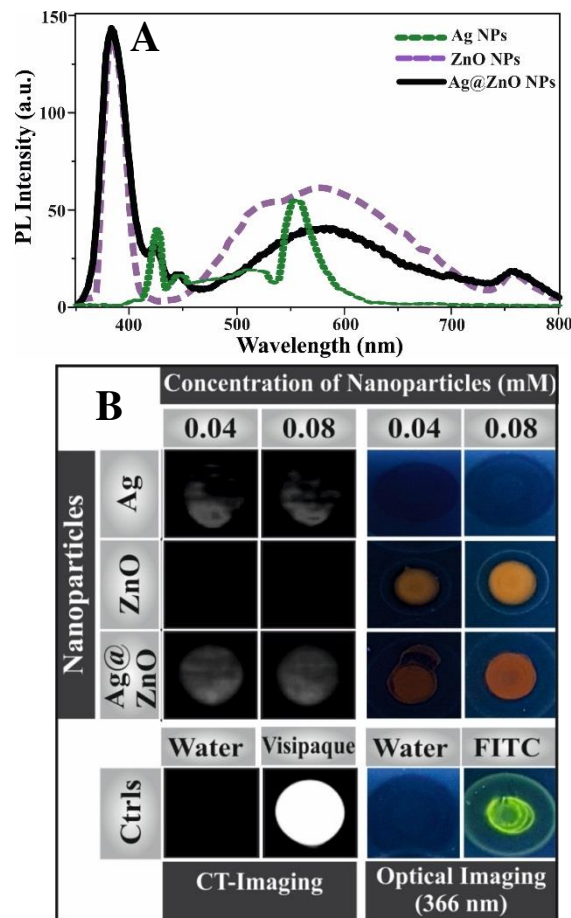 A
Ag NPs
ZnO NPs
Ag@ZnO NPs
150
100
50
0
PL Intensity (a.u.)
400 500 600 700 800
Wavelength (nm)
B
Concentration of Nanoparticles (mM)
0.04 0.08 0.04 0.08
Nanoparticles
Ag
ZnO
Ag@
ZnO
Water Visipaque Water FITC
Ctrls
CT-Imaging
Optical Imaging
(366 nm)